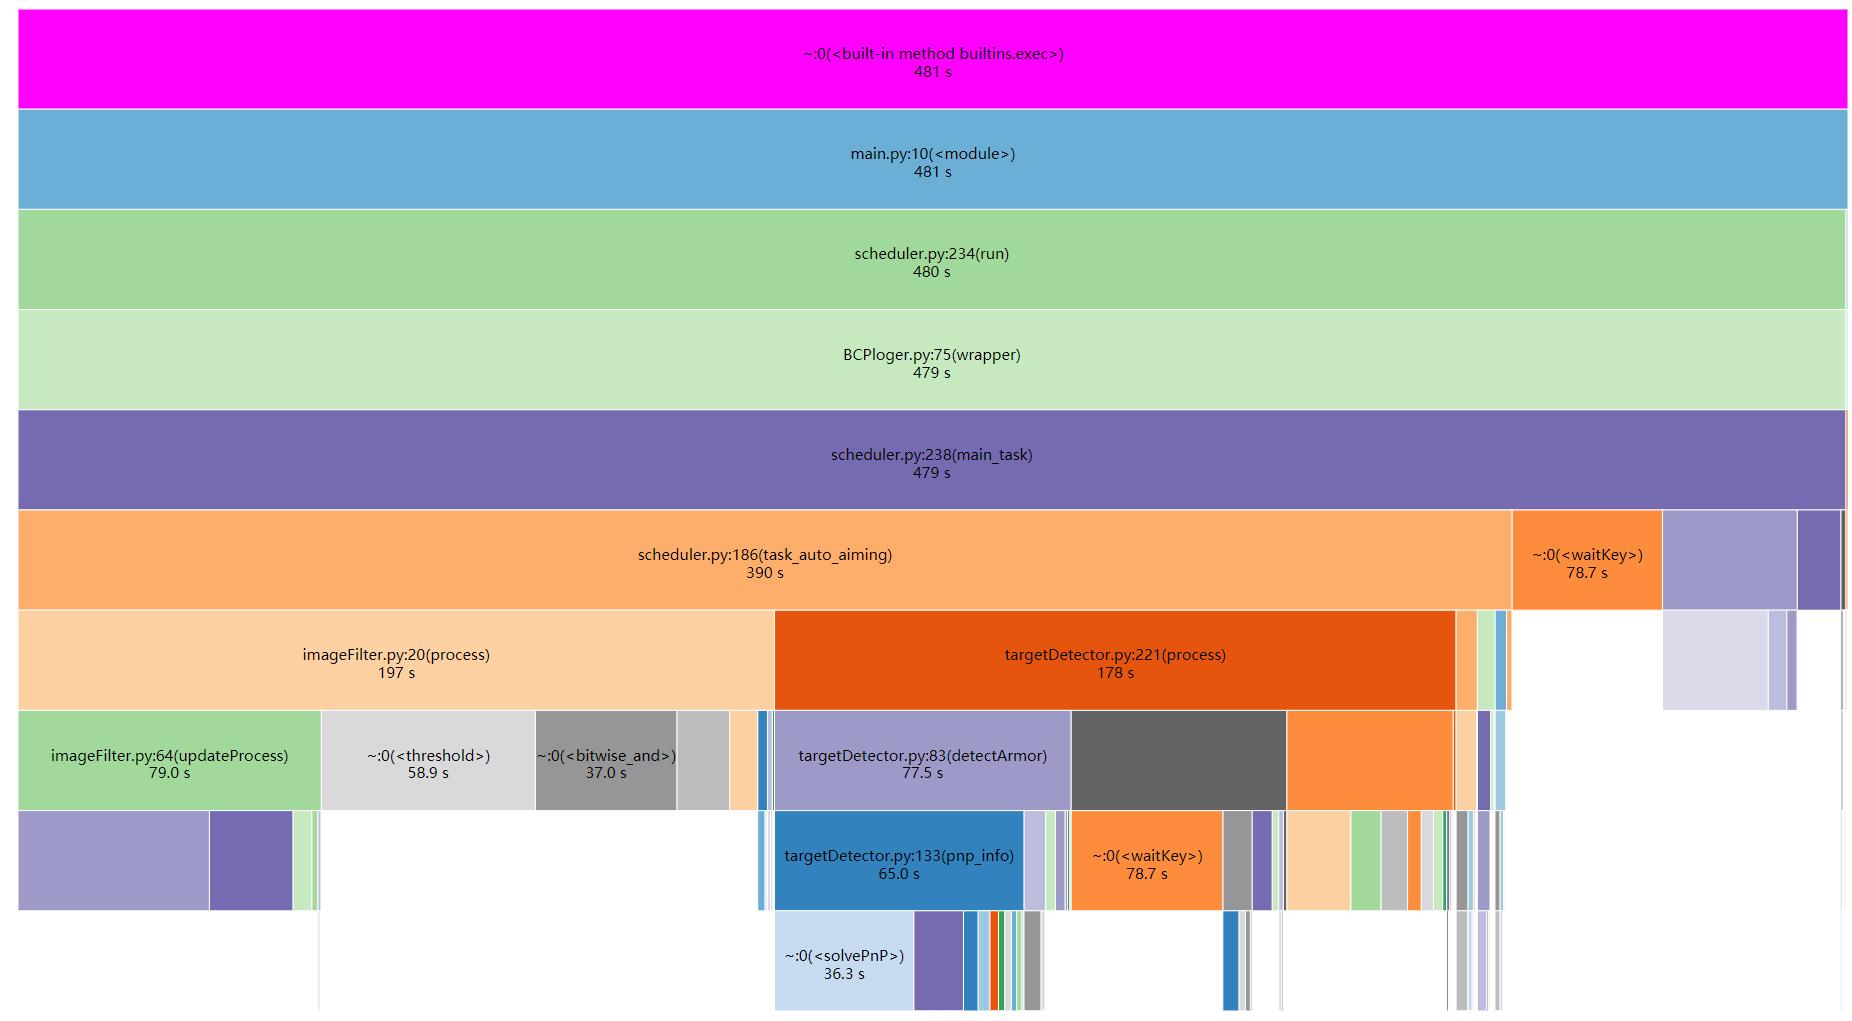 ~:0(<built-in method builtins.exec>)
481 s
main.py:10(<module>)
481 s
scheduler.py:234(run)
480 s
BCPloger.py:75(wrapper)
479 s
scheduler.py:238(main_task)
479 s
scheduler.py:186(task_auto_aiming)
390 s
~:0(<waitKey>)
78.7 s
imageFilter.py:20(process)
197 s
targetDetector.py:221(process)
178 s
imageFilter.py:64(updateProcess)
79.0 s
~:0(<threshold>)
58.9 s
~:0(<bitwise_and>)
37.0 s
targetDetector.py:83(detectArmor)
77.5 s
targetDetector.py:133(pnp_info)
65.0 s
~:0(<waitKey>)
78.7 s
~:0(<solvePnP>)
36.3 s